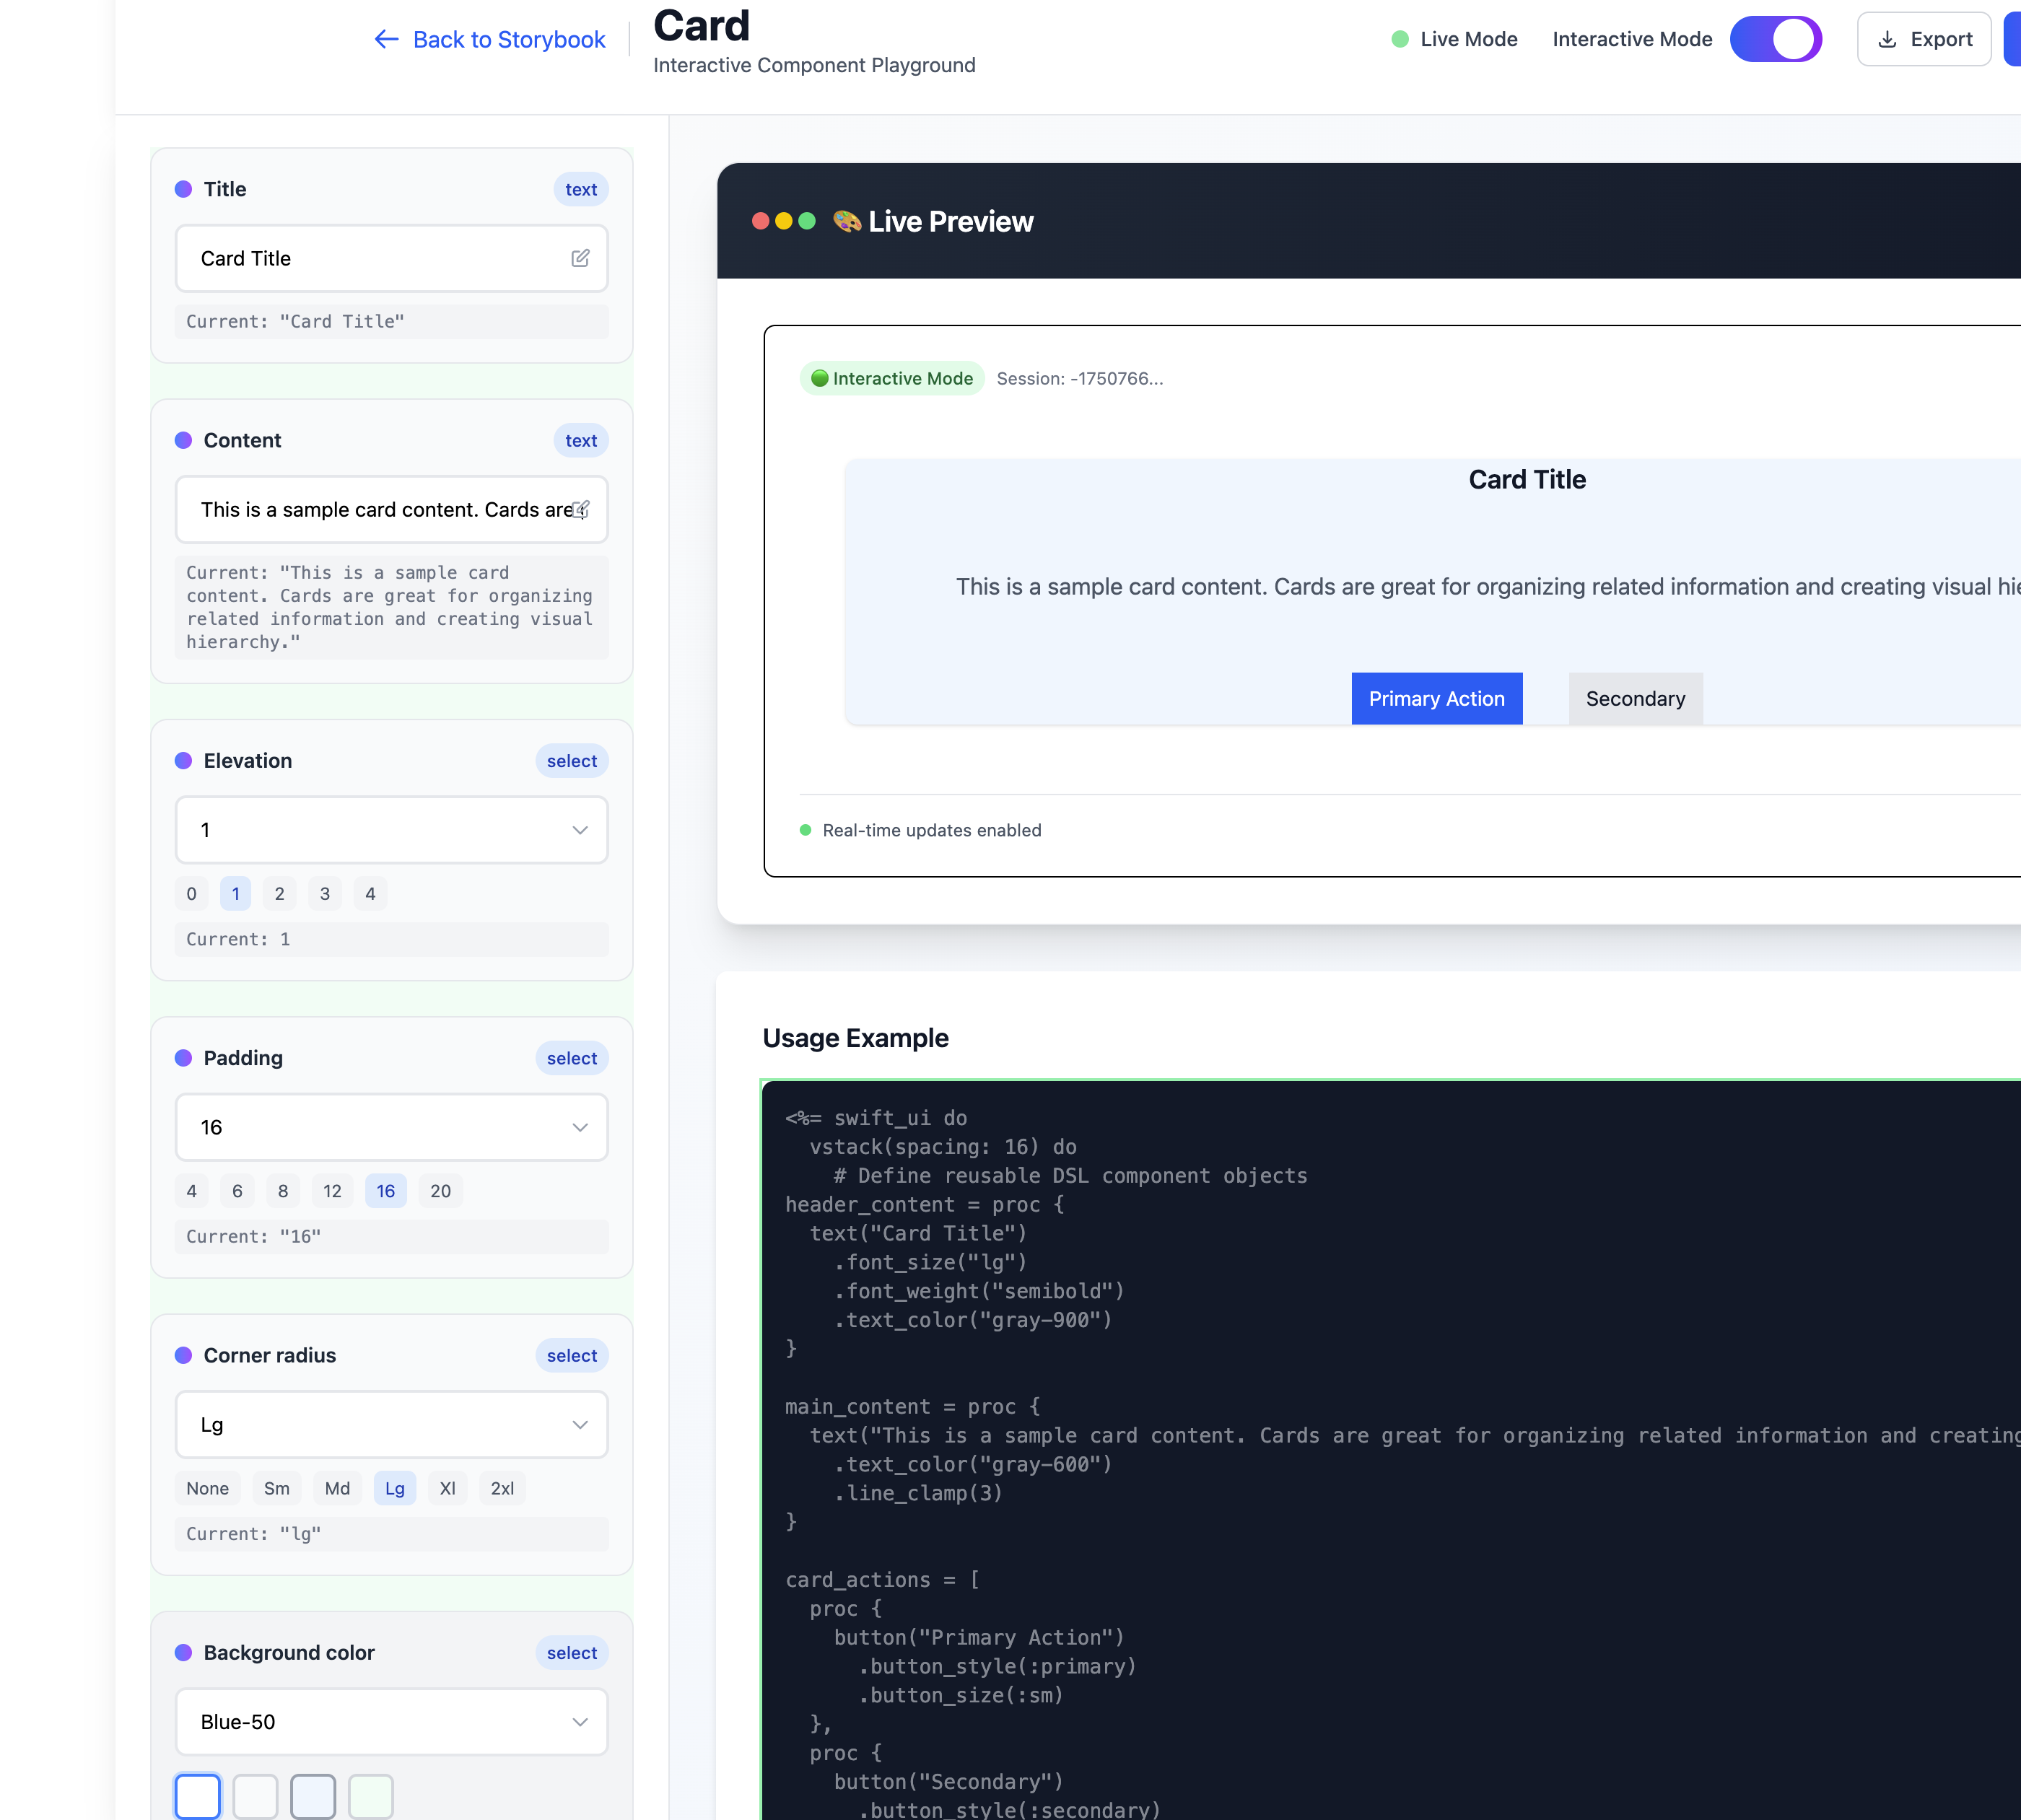 Back to Storybook
Card
Interactive Component Playground
Live Mode
Interactive Mode
Export
Title
text
Card Title
Current: "Card Title"
Content
text
This is a sample card content. Cards are
Current: "This is a sample card
content. Cards are great for organizing
related information and creating visual
hierarchy."
Elevation
select
1
0 1 2 3 4
Current: 1
Padding
select
16
4 6 8 12 16 20
Current: "16"
Corner radius
select
Lg
None Sm Md Lg Xl 2xl
Current: "lg"
Background color
select
Blue-50
Live Preview
Interactive Mode Session: -1750766...
Card Title
This is a sample card content. Cards are great for organizing related information and creating visual hie
Primary Action
Secondary
Real-time updates enabled
Usage Example
<%= swift_ui do
vstack(spacing: 16) do
# Define reusable DSL component objects
header_content = proc {
text("Card Title")
.font_size("lg")
.font_weight("semibold")
.text_color("gray-900")
}
main_content = proc {
text("This is a sample card content. Cards are great for organizing related information and creating
.text_color("gray-600")
.line_clamp(3)
}
card_actions = [
proc {
button("Primary Action")
.button_style(:primary)
.button_size(:sm)
},
proc {
button("Secondary")
.button_style(:secondary)